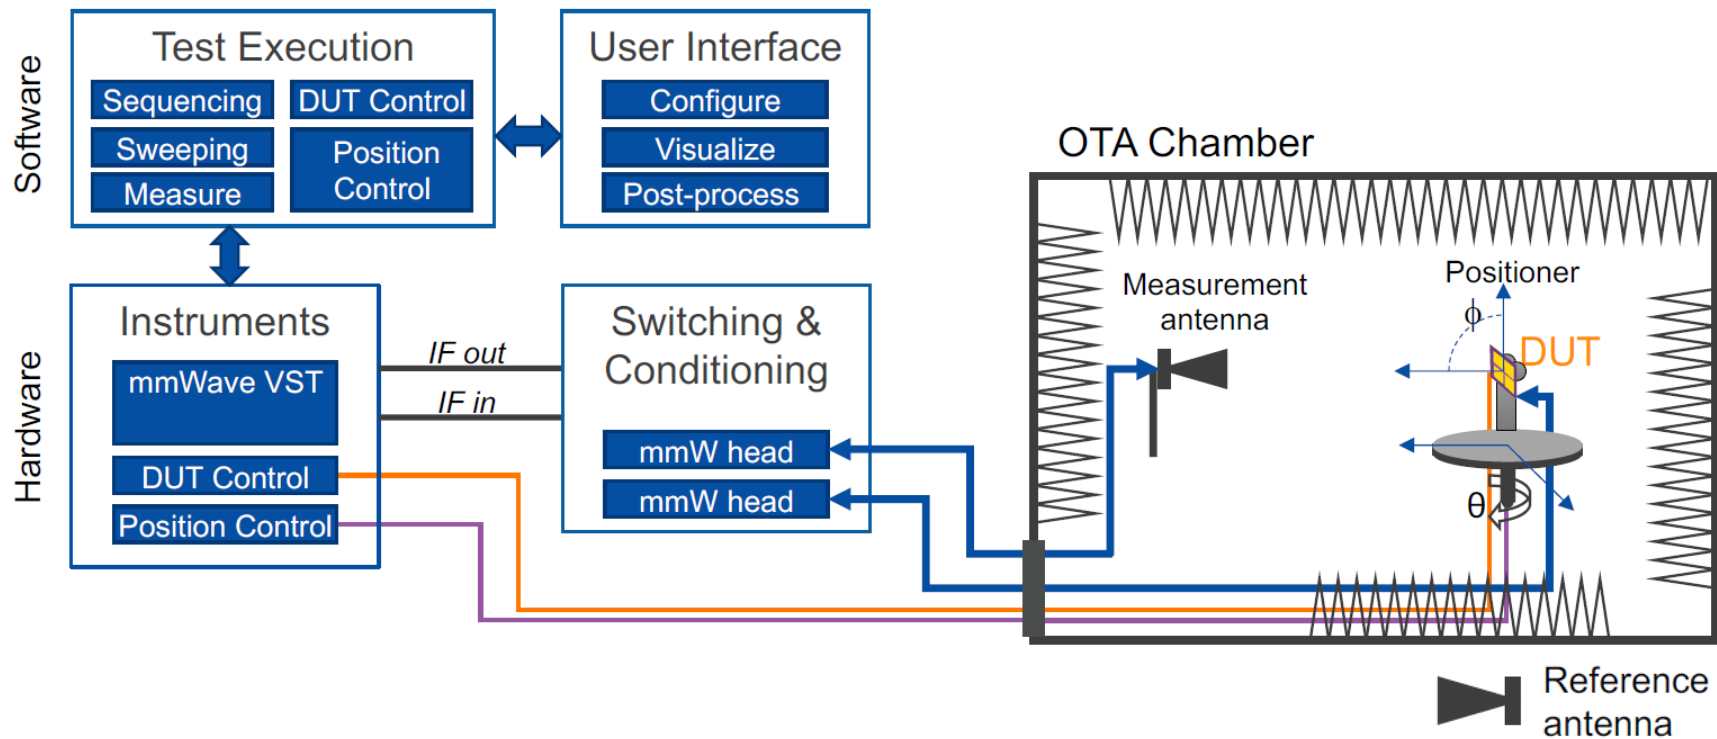 Software
Test Execution
Sequencing
DUT Control
Sweeping
Position
Control
Measure
User Interface
Configure
Visualize
Post-process
Hardware
Instruments
mmWave VST
DUT Control
Position Control
IF out
IF in
Switching &
Conditioning
mmW head
mmW head
OTA Chamber
Measurement
antenna
Positioner
ϕ
DUT
θ
Reference
antenna